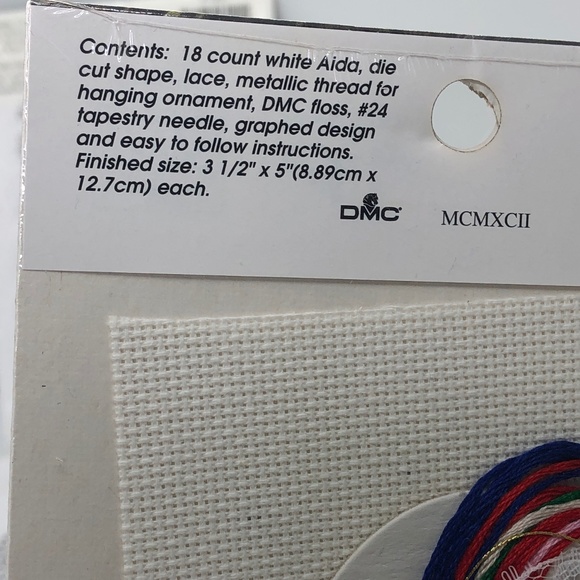 Contents: 18 count white Aida, die
cut shape, lace, metallic thread for
hanging ornament, DMC floss, #24
tapestry needle, graphed design
and easy to follow instructions.
Finished size: 3 1/2" x 5"(8.89cm x
12.7cm) each.
DMC® MCMXCII